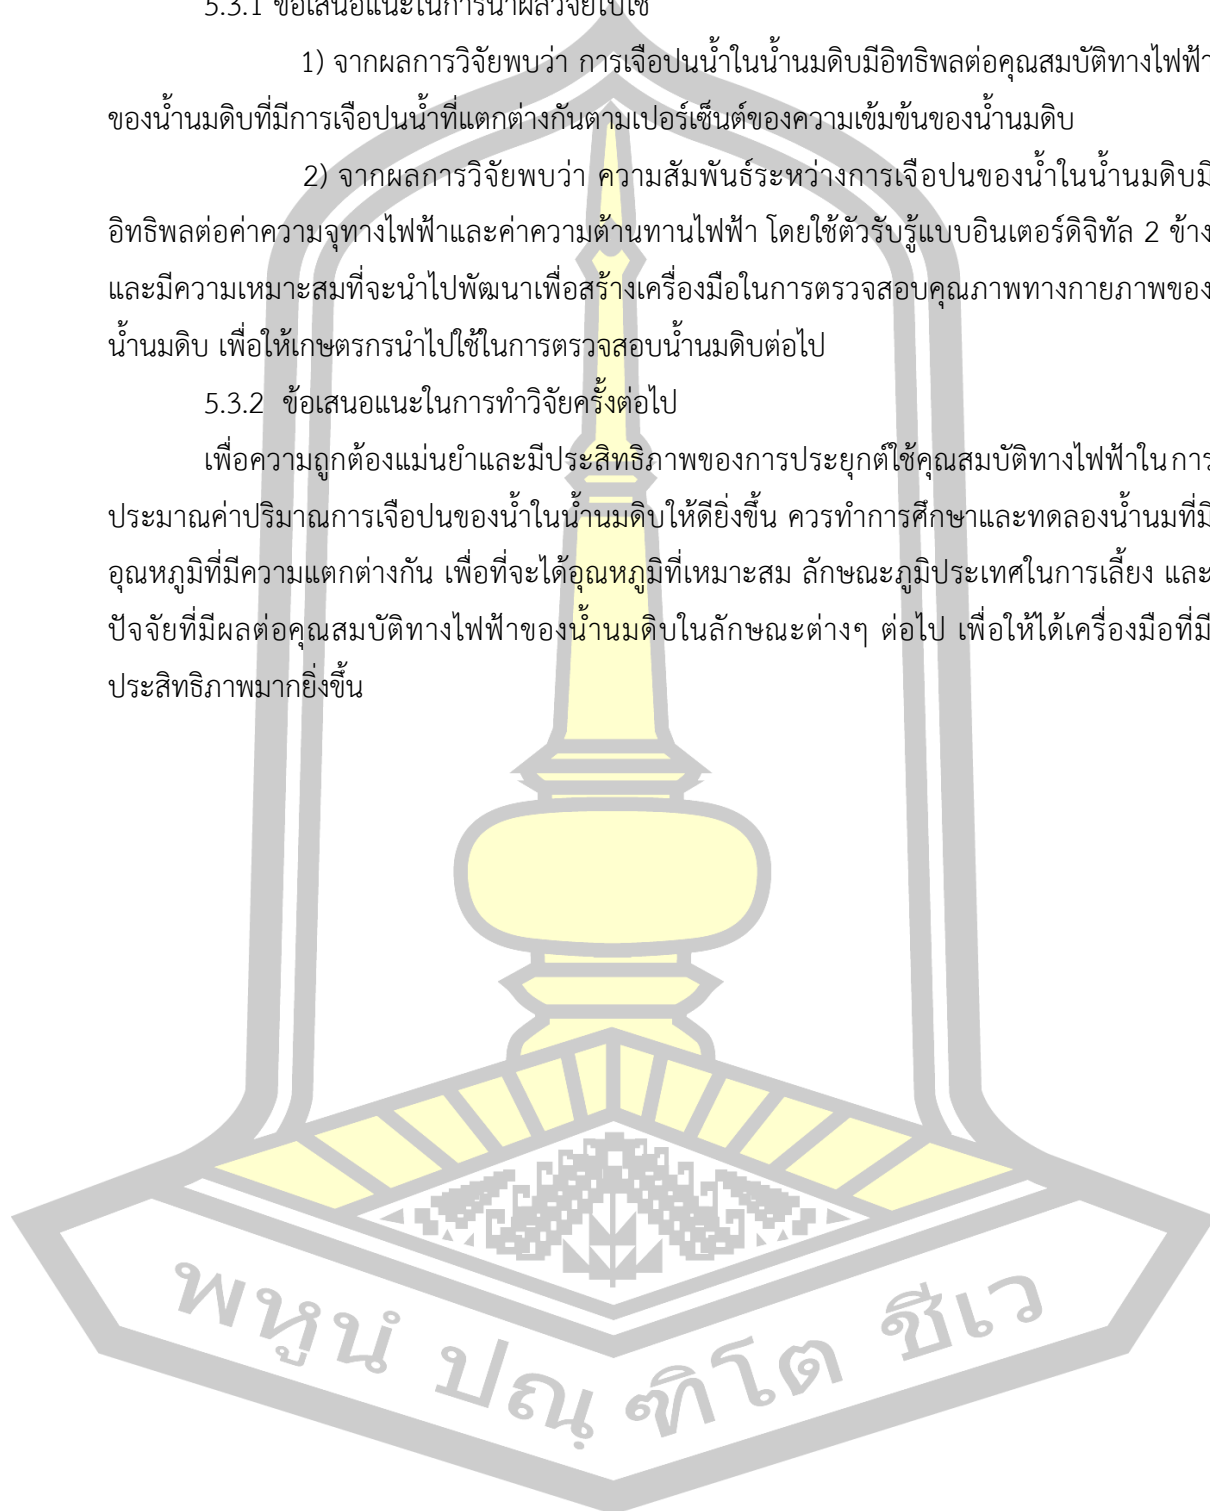 5.3.1 ข้อเสนอแนะในการนำผลวิจัยไปใช้
1) จากผลการวิจัยพบว่า การเจือปนน้ำในน้ำนมดิบมีอิทธิพลต่อคุณสมบัติทางไฟฟ้า
ของน้ำนมดิบที่มีการเจือปนน้ำที่แตกต่างกันตามเปอร์เซ็นต์ของความเข้มข้นของน้ำนมดิบ
2) จากผลการวิจัยพบว่า ความสัมพันธ์ระหว่างการเจือปนของน้ำในน้ำนมดิบมี
อิทธิพลต่อค่าความจุทางไฟฟ้าและค่าความต้านทานไฟฟ้า โดยใช้ตัวรับรู้แบบอินเตอร์ดิจิทัล 2 ข้าง
และมีความเหมาะสมที่จะนำไปพัฒนาเพื่อสร้างเครื่องมือในการตรวจสอบคุณภาพทางกายภาพของ
น้ำนมดิบ เพื่อให้เกษตรกรนำไปใช้ในการตรวจสอบน้ำนมดิบต่อไป
5.3.2 ข้อเสนอแนะในการทำวิจัยครั้งต่อไป
เพื่อความถูกต้องแม่นยำและมีประสิทธิภาพของการประยุกต์ใช้คุณสมบัติทางไฟฟ้าในการ
ประมาณค่าปริมาณการเจือปนของน้ำในน้ำนมดิบให้ดียิ่งขึ้น ควรทำการศึกษาและทดลองน้ำนมที่มี
อุณหภูมิที่มีความแตกต่างกัน เพื่อที่จะได้อุณหภูมิที่เหมาะสม ลักษณะภูมิประเทศในการเลี้ยง และ
ปัจจัยที่มีผลต่อคุณสมบัติทางไฟฟ้าของน้ำนมดิบในลักษณะต่างๆ ต่อไป เพื่อให้ได้เครื่องมือที่มี
ประสิทธิภาพมากยิ่งขึ้น
พหูนํ ปณฺ ฑิโต ชีเว